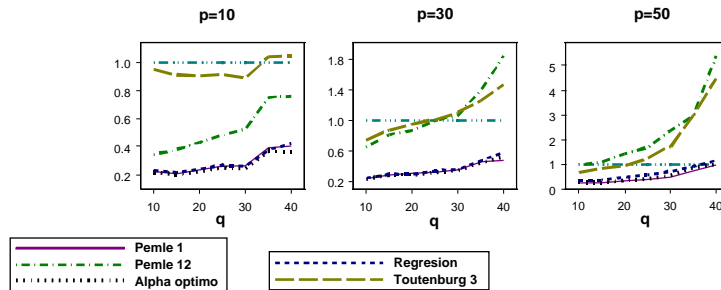 p=10
p=30
p=50
1.0
0.8
0.6
0.4
0.2
1.8
1.4
1.0
0.6
0.2
5
4
3
2
1
0
10 20 30 40
10 20 30 40
10 20 30 40
q
q
q
Pemle 1
Pemle 12
Alpha optimo
Regresion
Toutenburg 3